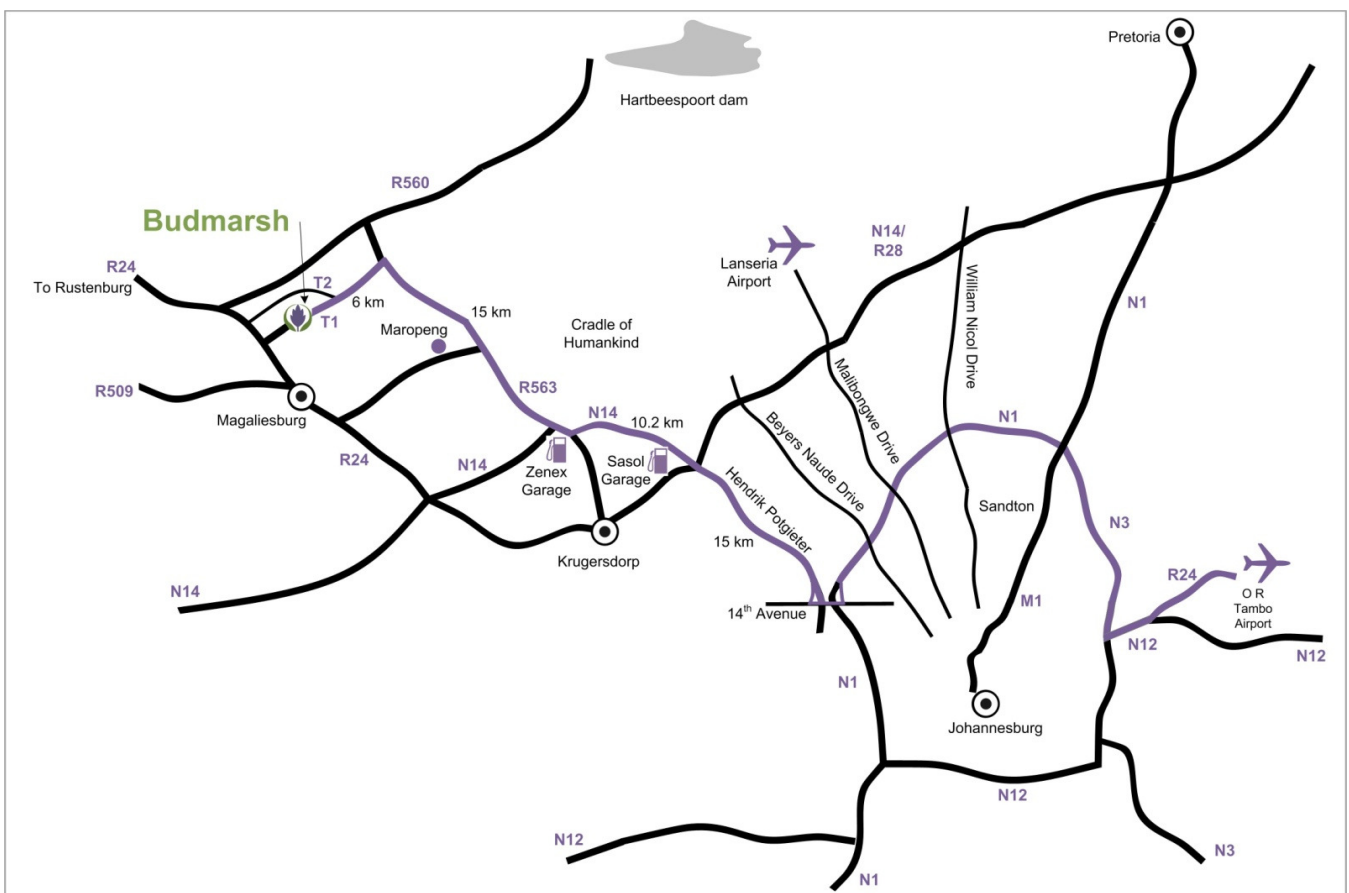 Pretoria
Hartbeespoort dam
R560
Budmarsh
N14/
R28
Lanseria
Airport
R24
To Rustenburg
T2
6 km
T1
15 km
Maropeng
Cradle of
Humankind
William Nicol Drive
N1
R509
Magaliesburg
R563
N14
10.2 km
Malibongwe Drive
Beyers Naude Drive
N1
R24
N14
Zenex
Garage
Sasol
Garage
Hendrik Potgieter
15 km
Sandton
N3
Krugersdorp
R24
O R
Tambo
Airport
N14
14th Avenue
M1
N12
N12
N1
Johannesburg
N12
N12
N3
N1